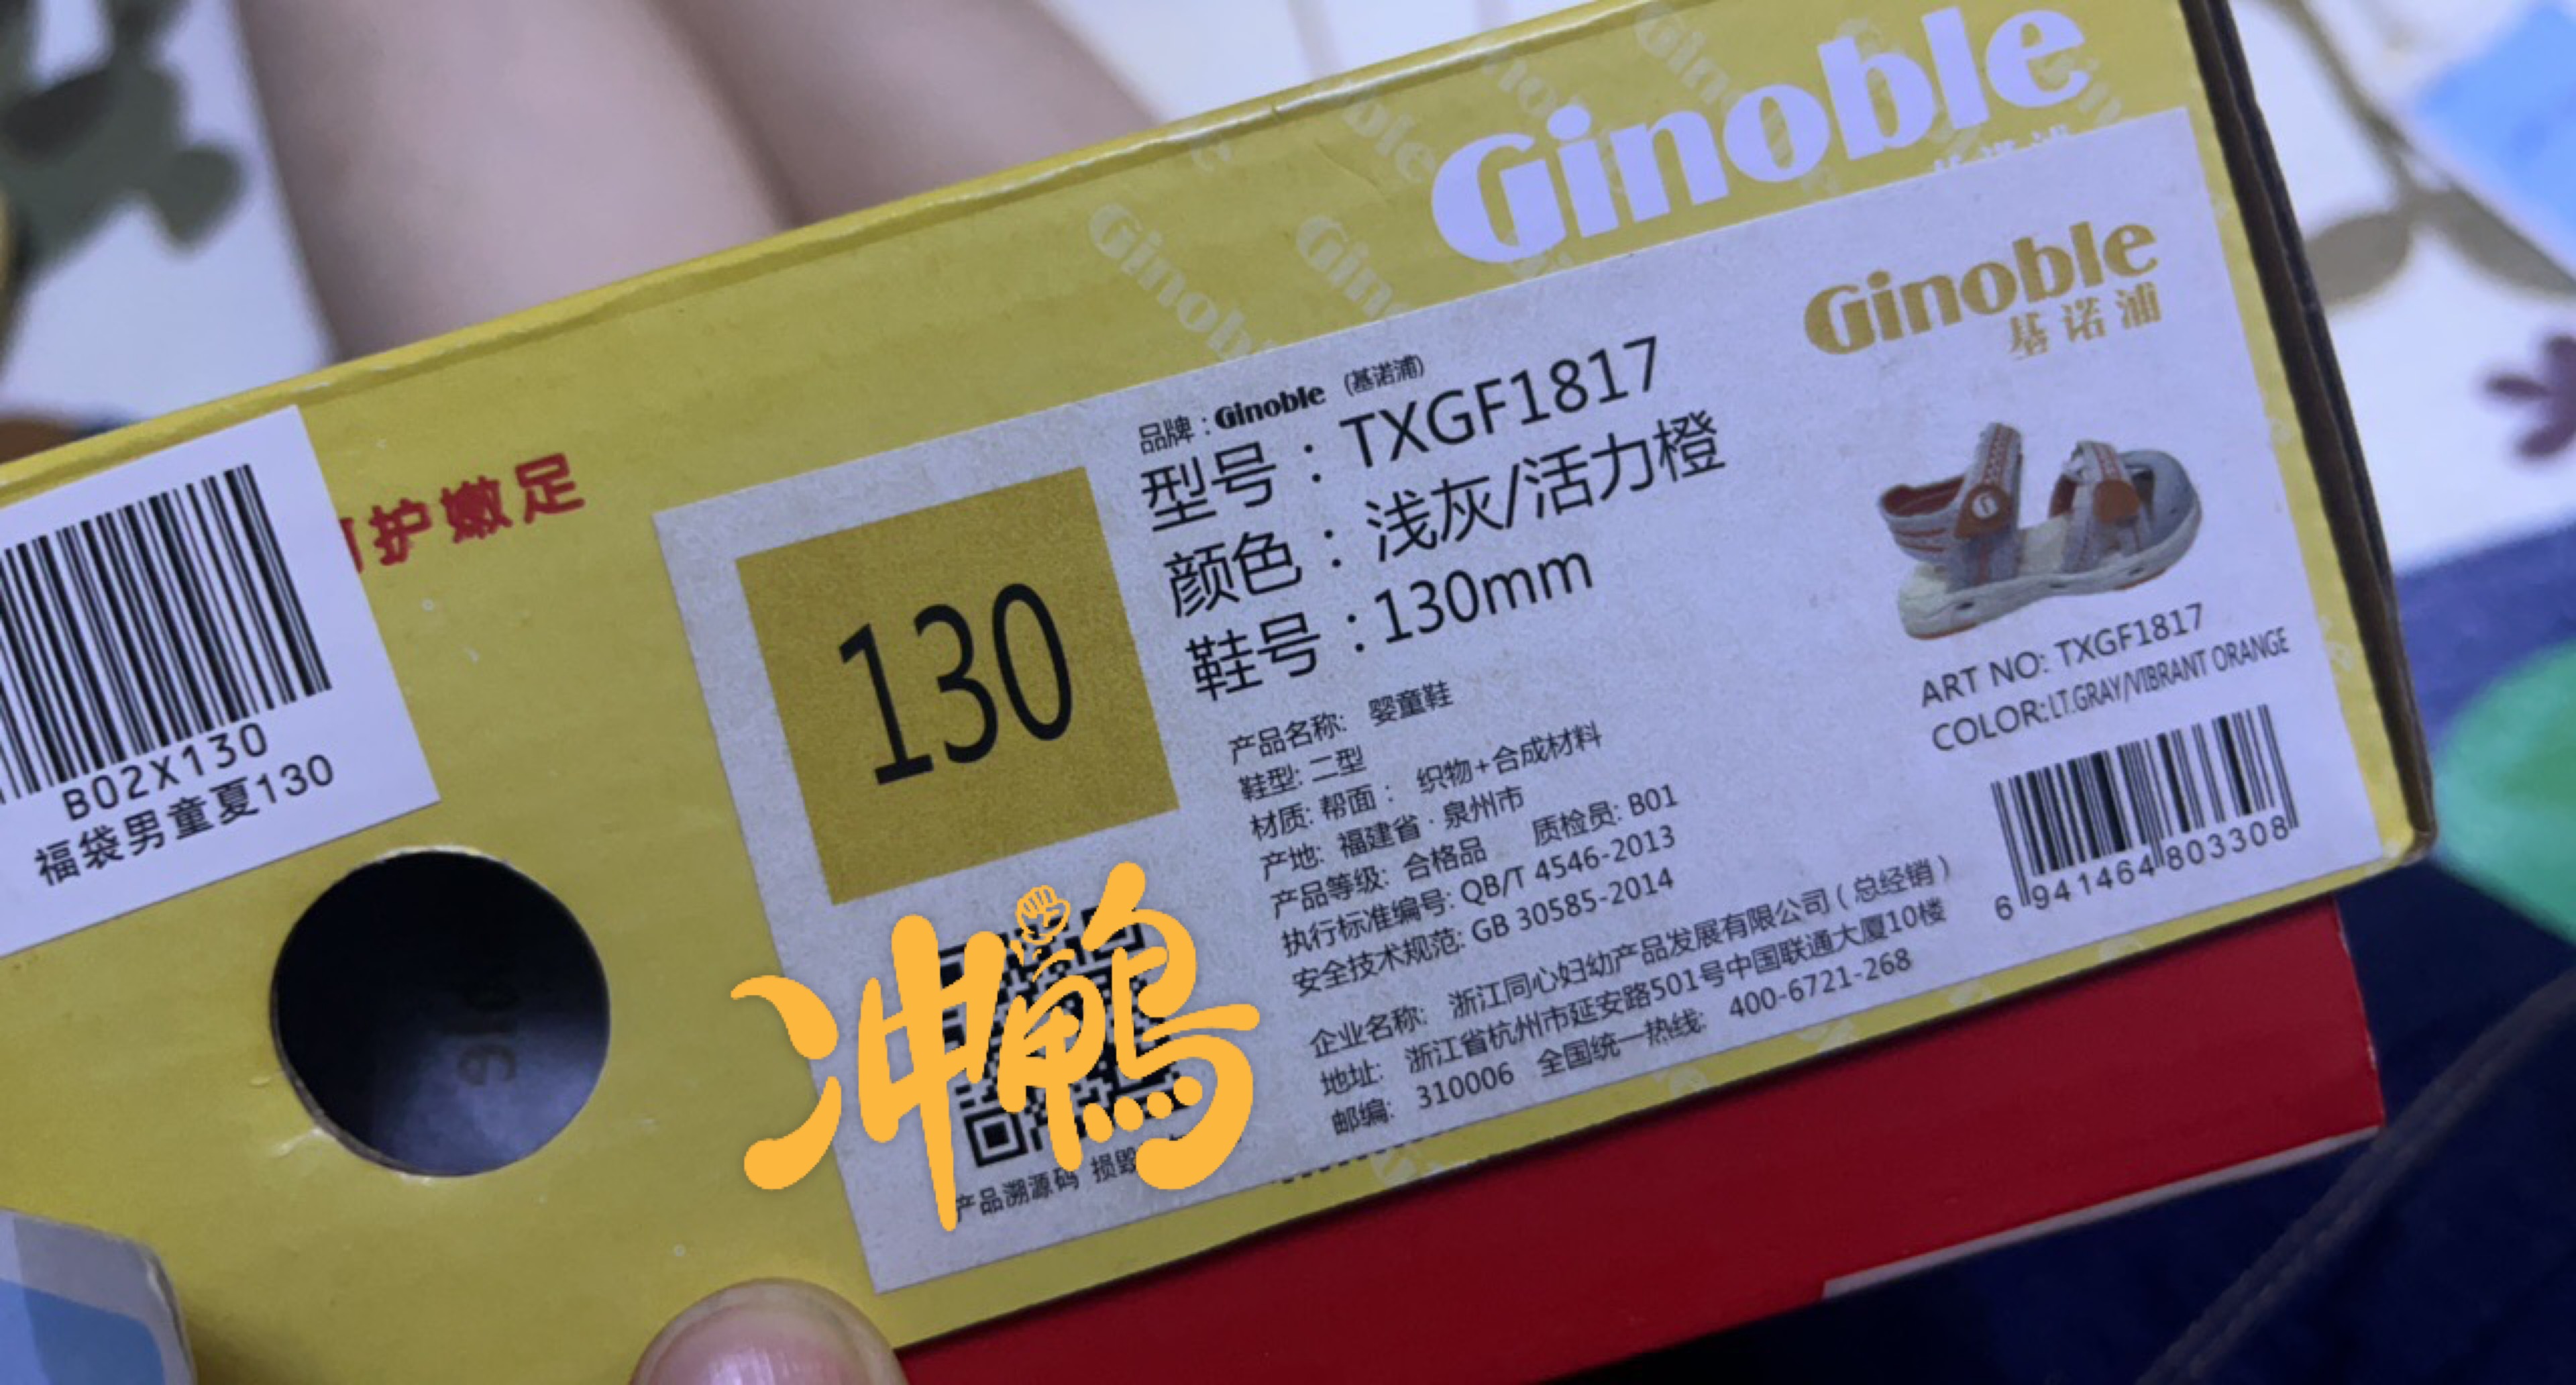 Ginoble
Ginoble
基诺浦
品牌：Ginoble (基诺浦)
型号：TXGF1817
颜色：浅灰/活力橙
鞋号：130mm
130
产品名称: 婴童鞋
鞋型: 二型
材质: 帮面： 织物+合成材料
产地: 福建省·泉州市
产品等级: 合格品 质检员: B01
执行标准编号: QB/T 4546-2013
安全技术规范: GB 30585-2014
企业名称: 浙江同心妇幼产品发展有限公司（总经销）
地址: 浙江省杭州市延安路501号中国联通大厦10楼
邮编: 310006 全国统一热线: 400-6721-268
ART NO: TXGF1817
COLOR:LT.GRAY/VIBRANT ORANGE
6 941464 803308
护嫩足
B02X130
福袋男童夏130
冲鸭
产品溯源码 损毁